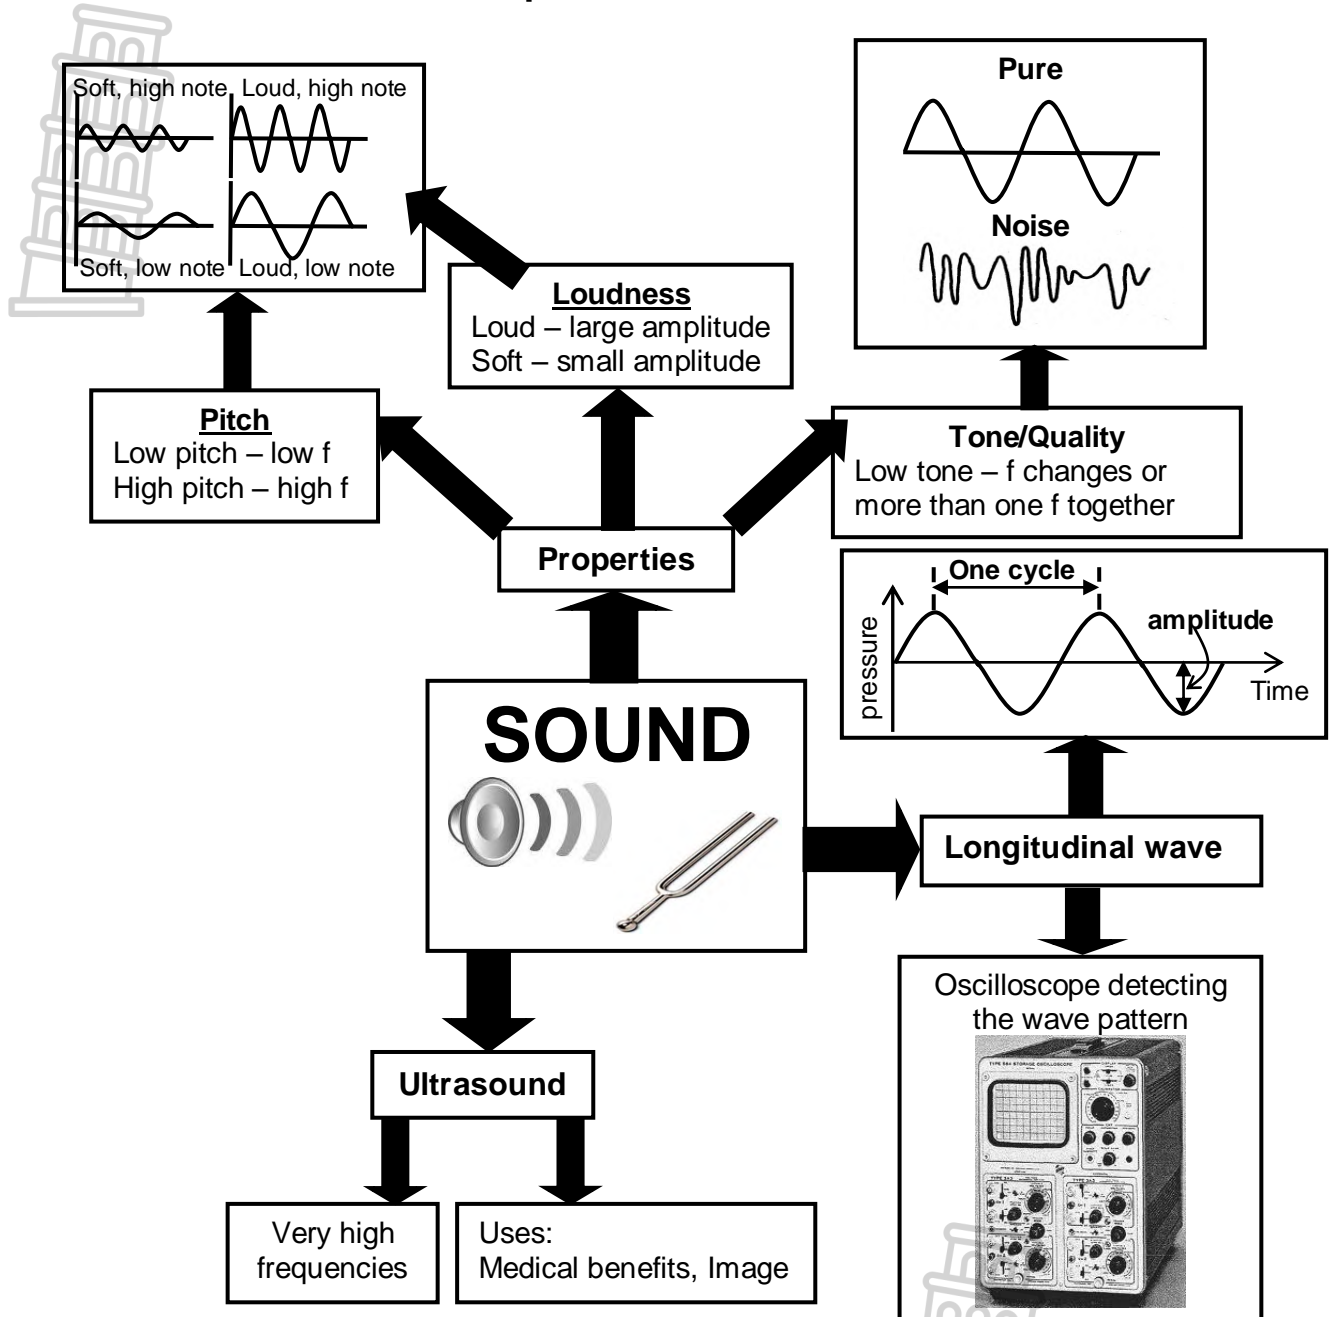 Soft, high note
Loud, high note
Soft, low note
Loud, low note
Pure
Noise
Loudness
Loud – large amplitude
Soft – small amplitude
Pitch
Low pitch – low f
High pitch – high f
Tone/Quality
Low tone – f changes or
more than one f together
Properties
One cycle
amplitude
pressure
Time
SOUND
Longitudinal wave
Oscilloscope detecting
the wave pattern
Ultrasound
Very high
frequencies
Uses:
Medical benefits, Image